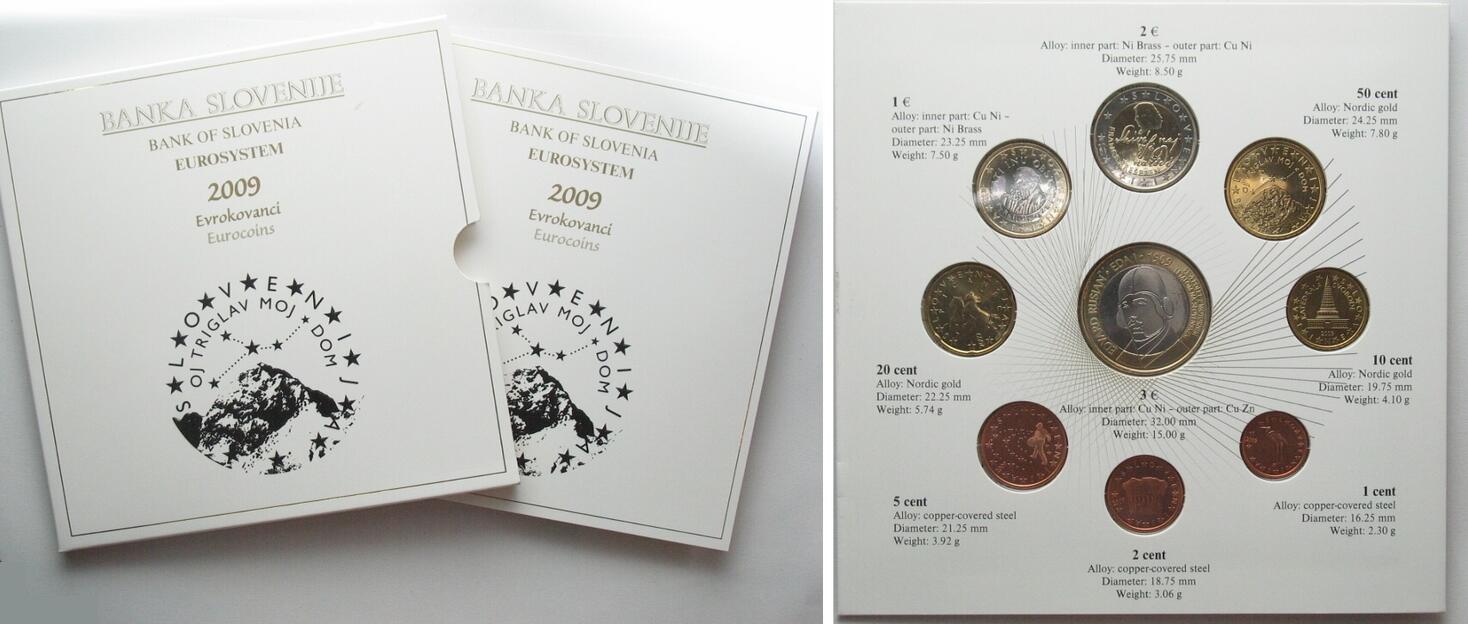 BANKA SLOVENIJE
BANK OF SLOVENIA
EUROSYSTEM
2009
Evrokovanci
Eurocoins
SLOVENIJA
OJ TRIGLAV MOJ DOM
BANKA SLOVENIJE
BANK OF SLOVENIA
EUROSYSTEM
2009
Evrokovanci
Eurocoins
OVENIJA
IGLAV MOJ DOM
2 €
Alloy: inner part: Ni Brass - outer part: Cu Ni
Diameter: 25.75 mm
Weight: 8.50 g
1 €
Alloy: inner part: Cu Ni -
outer part: Ni Brass
Diameter: 23.25 mm
Weight: 7.50 g
50 cent
Alloy: Nordic gold
Diameter: 24.25 mm
Weight: 7.80 g
EDVARD RUSJAN · EDA I · 1909
20 cent
Alloy: Nordic gold
Diameter: 22.25 mm
Weight: 5.74 g
10 cent
Alloy: Nordic gold
Diameter: 19.75 mm
Weight: 4.10 g
3 €
Alloy: inner part: Cu Ni - outer part: Cu Zn
Diameter: 32.00 mm
Weight: 15.00 g
5 cent
Alloy: copper-covered steel
Diameter: 21.25 mm
Weight: 3.92 g
1 cent
Alloy: copper-covered steel
Diameter: 16.25 mm
Weight: 2.30 g
2 cent
Alloy: copper-covered steel
Diameter: 18.75 mm
Weight: 3.06 g